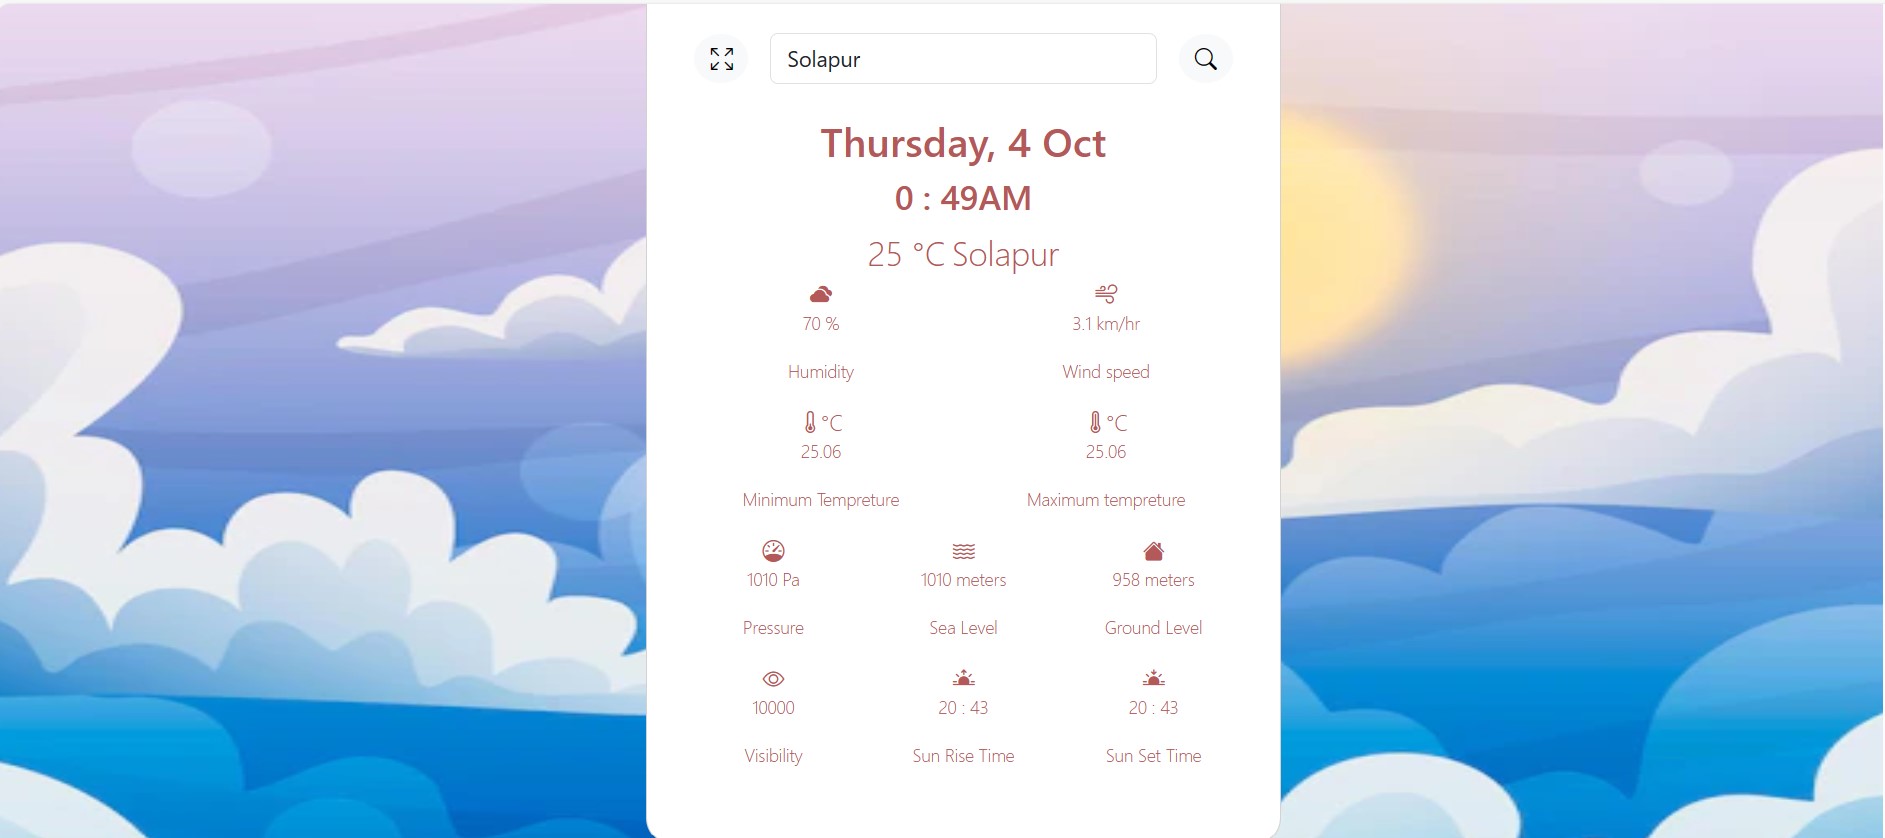 Solapur
Thursday, 4 Oct
0 : 49AM
25 °C Solapur
70 %
3.1 km/hr
Humidity
Wind speed
°C
°C
25.06
25.06
Minimum Tempreture
Maximum tempreture
1010 Pa
1010 meters
958 meters
Pressure
Sea Level
Ground Level
10000
20 : 43
20 : 43
Visibility
Sun Rise Time
Sun Set Time